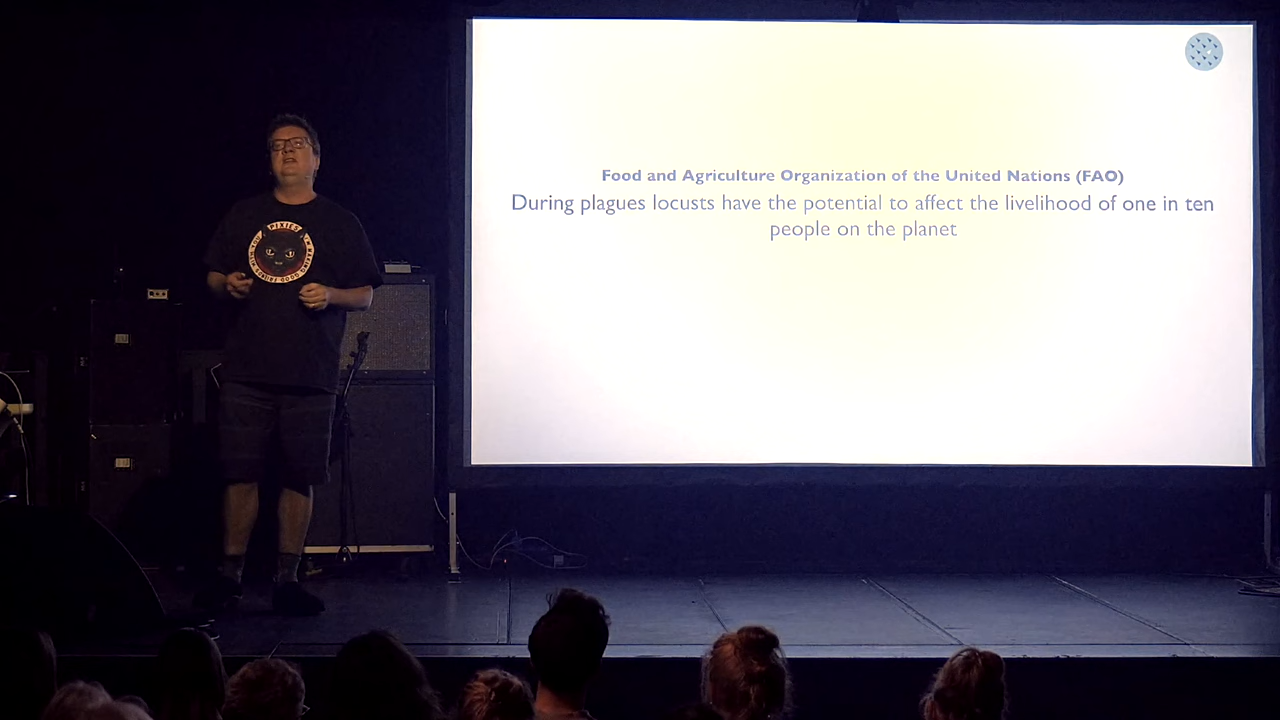 Food and Agriculture Organization of the United Nations (FAO)
During plagues locusts have the potential to affect the livelihood of one in ten
people on the planet
PIXIES